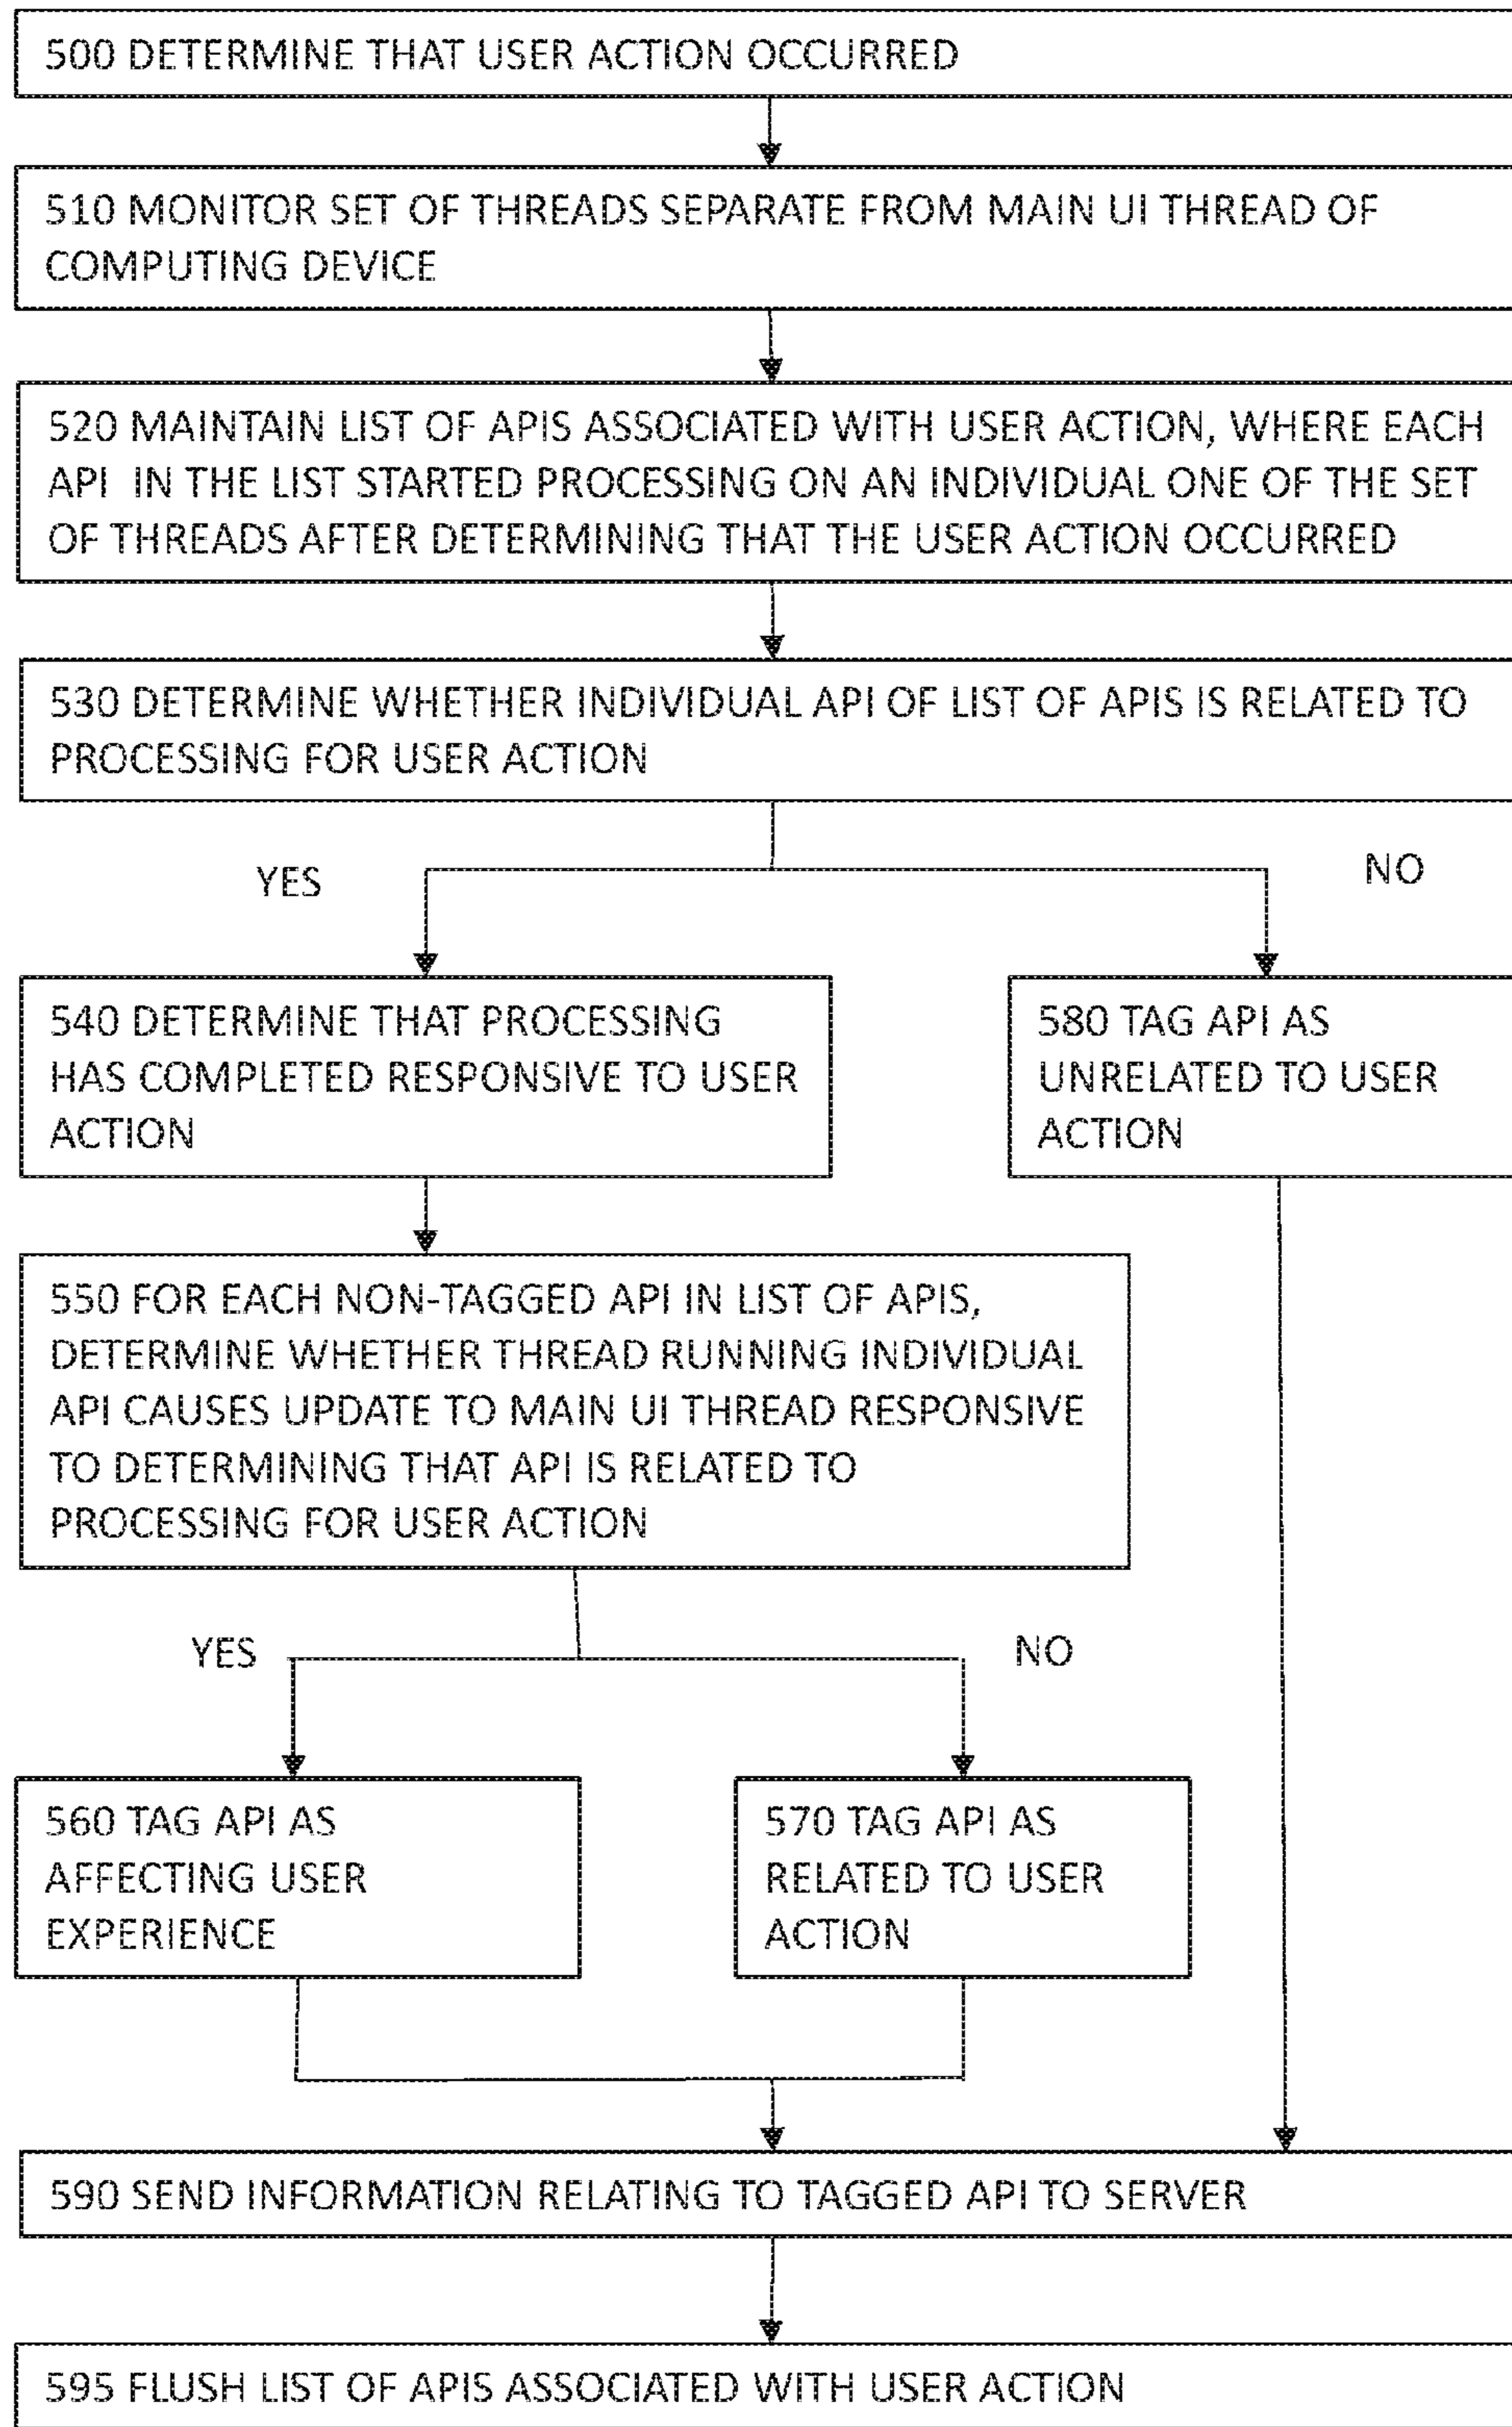 500 DETERMINE THAT USER ACTION OCCURRED
510 MONITOR SET OF THREADS SEPARATE FROM MAIN UI THREAD OF
COMPUTING DEVICE
520 MAINTAIN LIST OF APIS ASSOCIATED WITH USER ACTION, WHERE EACH
API IN THE LIST STARTED PROCESSING ON AN INDIVIDUAL ONE OF THE SET
OF THREADS AFTER DETERMINING THAT THE USER ACTION OCCURRED
530 DETERMINE WHETHER INDIVIDUAL API OF LIST OF APIS IS RELATED TO
PROCESSING FOR USER ACTION
YES
NO
540 DETERMINE THAT PROCESSING
HAS COMPLETED RESPONSIVE TO USER
ACTION
580 TAG API AS
UNRELATED TO USER
ACTION
550 FOR EACH NON-TAGGED API IN LIST OF APIS,
DETERMINE WHETHER THREAD RUNNING INDIVIDUAL
API CAUSES UPDATE TO MAIN UI THREAD RESPONSIVE
TO DETERMINING THAT API IS RELATED TO
PROCESSING FOR USER ACTION
YES
NO
560 TAG API AS
AFFECTING USER
EXPERIENCE
570 TAG API AS
RELATED TO USER
ACTION
590 SEND INFORMATION RELATING TO TAGGED API TO SERVER
595 FLUSH LIST OF APIS ASSOCIATED WITH USER ACTION